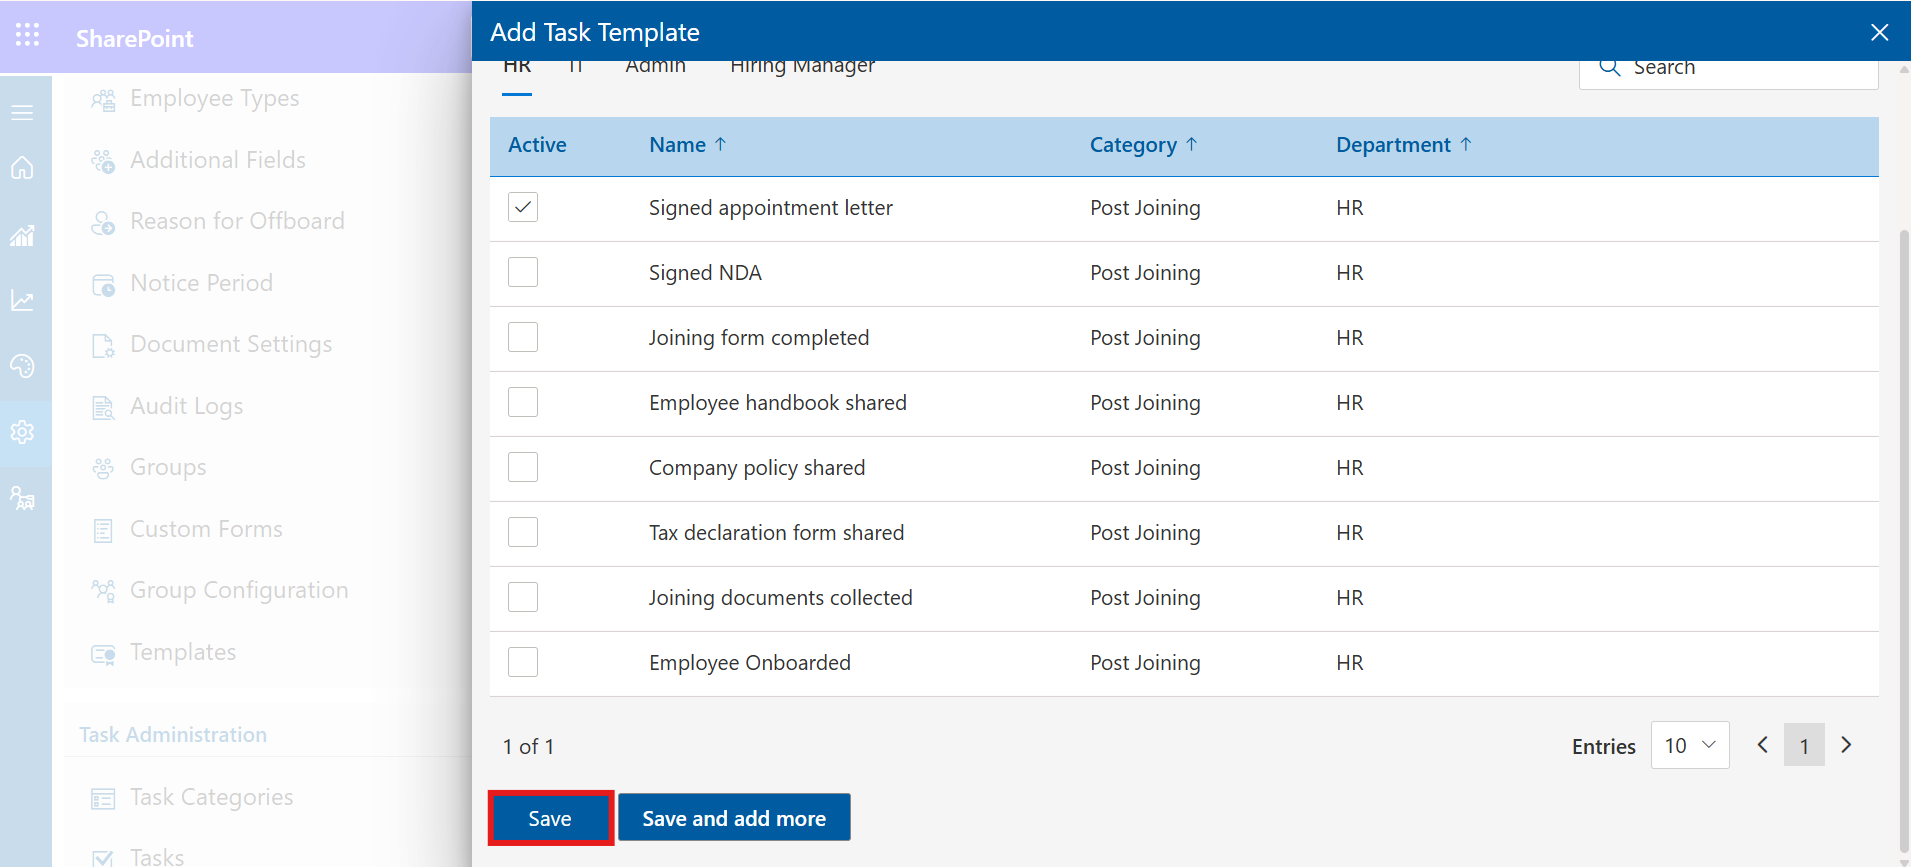 SharePoint
Employee Types
Additional Fields
Reason for Offboard
Notice Period
Document Settings
Audit Logs
Groups
Custom Forms
Group Configuration
Templates
Task Administration
Task Categories
Tasks
Add Task Template
HR IT Admin Hiring Manager
Search
Active Name ↑ Category ↑ Department ↑
Signed appointment letter Post Joining HR
Signed NDA Post Joining HR
Joining form completed Post Joining HR
Employee handbook shared Post Joining HR
Company policy shared Post Joining HR
Tax declaration form shared Post Joining HR
Joining documents collected Post Joining HR
Employee Onboarded Post Joining HR
1 of 1 Entries 10 1
Save Save and add more